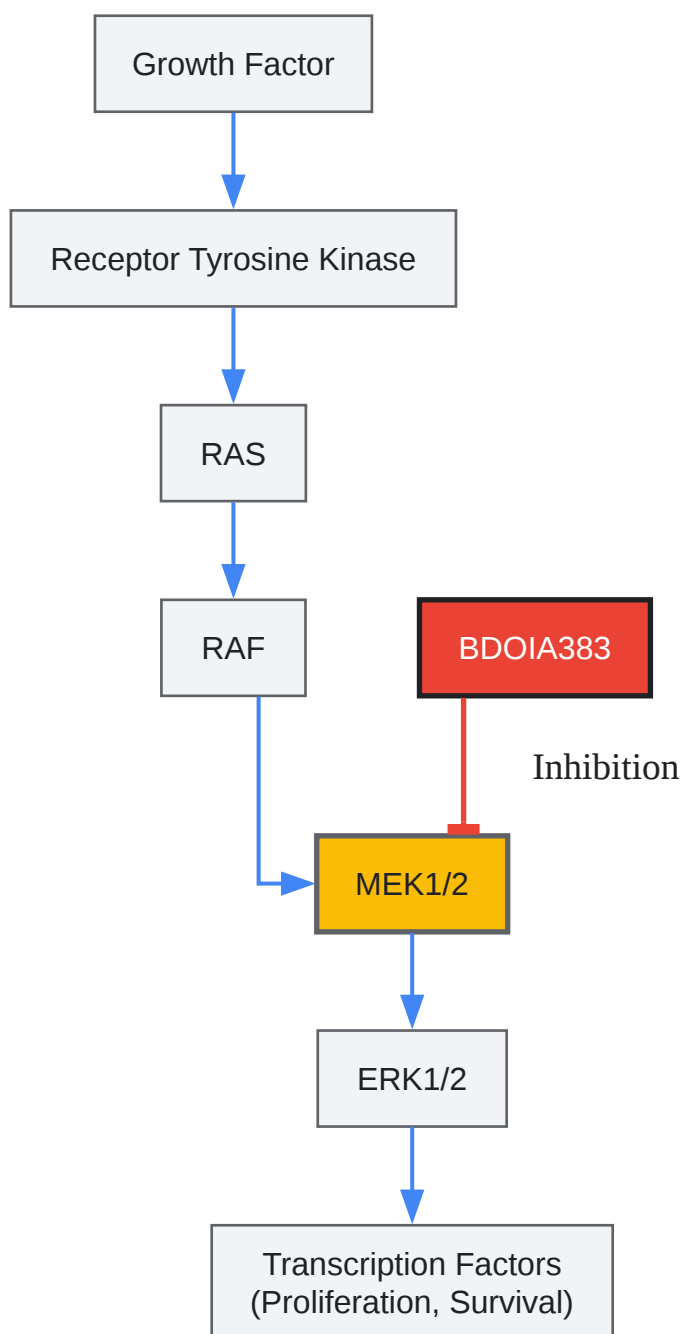 Growth Factor
Receptor Tyrosine Kinase
RAS
RAF
BDOIA383
Inhibition
MEK1/2
ERK1/2
Transcription Factors
(Proliferation, Survival)